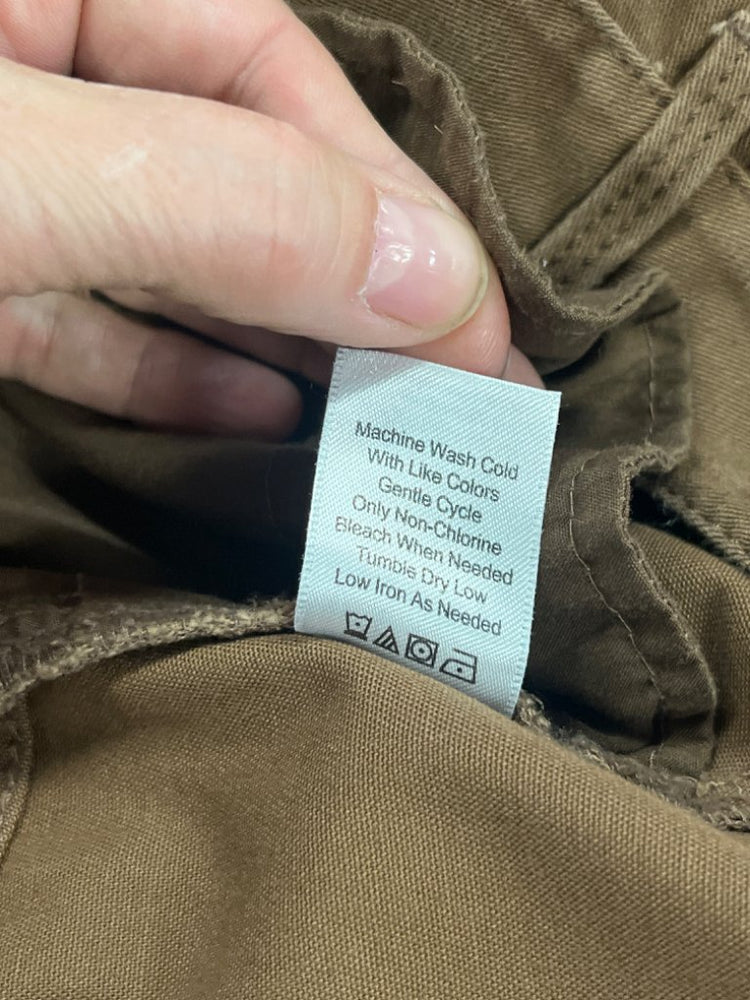 Machine Wash Cold
With Like Colors
Gentle Cycle
Only Non-Chlorine
Bleach When Needed
Tumble Dry Low
Low Iron As Needed